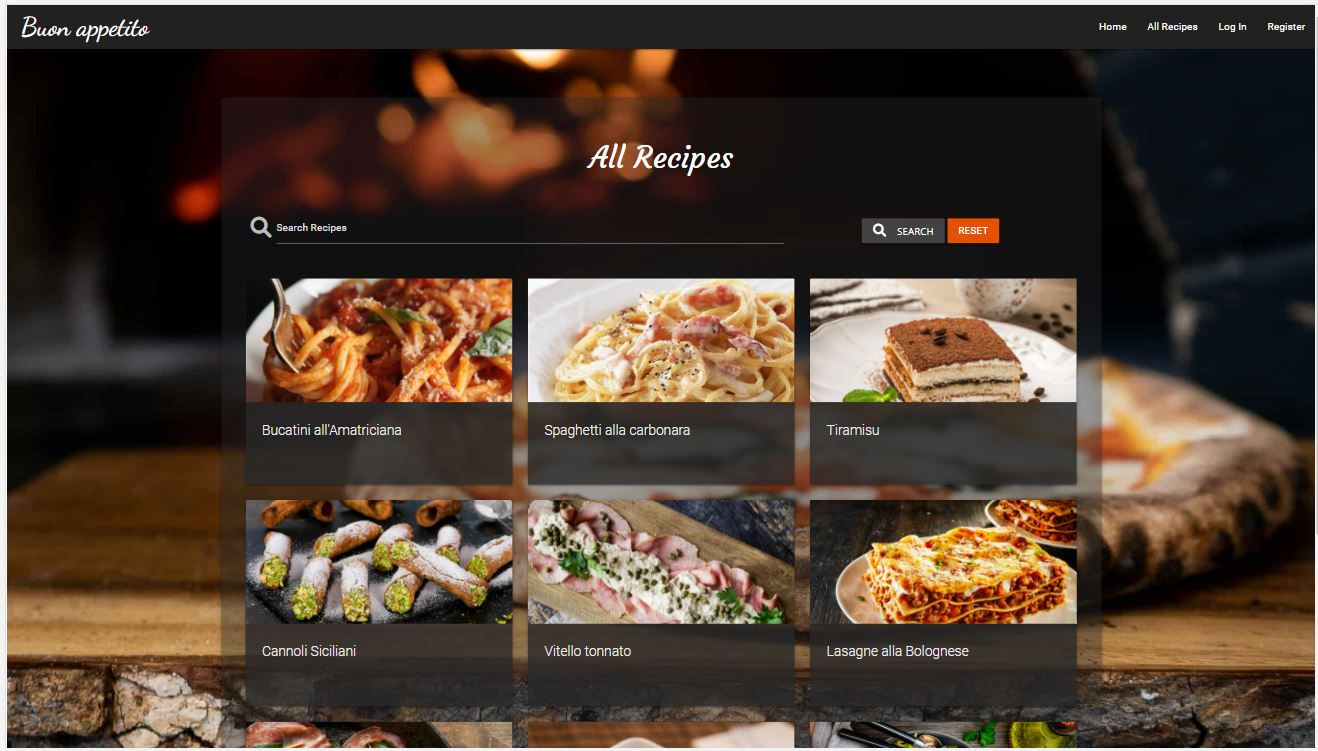 Buon appetito
Home All Recipes Log In Register
All Recipes
Search Recipes
SEARCH RESET
Bucatini all'Amatriciana
Spaghetti alla carbonara
Tiramisu
Cannoli Siciliani
Vitello tonnato
Lasagne alla Bolognese